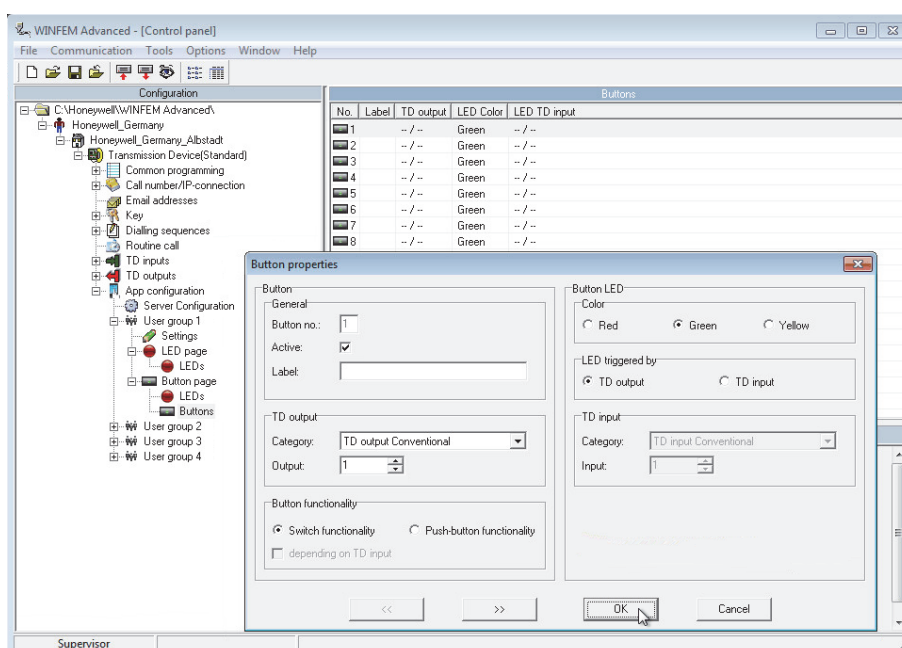 WINFEM Advanced - [Control panel]
File Communication Tools Options Window Help
Configuration
C:\Honeywell\WINFEM Advanced\
Honeywell_Germany
Honeywell_Germany_Albstadt
Transmission Device(Standard)
Common programming
Call number/IP-connection
Email addresses
Key
Dialling sequences
Routine call
TD inputs
TD outputs
App configuration
Server Configuration
User group 1
Settings
LED page
LEDs
Button page
LEDs
Buttons
User group 2
User group 3
User group 4
Buttons
No. Label TD output LED Color LED TD input
1 -- / -- Green -- / --
2 -- / -- Green -- / --
3 -- / -- Green -- / --
4 -- / -- Green -- / --
5 -- / -- Green -- / --
6 -- / -- Green -- / --
7 -- / -- Green -- / --
8 -- / -- Green -- / --
Button properties
Button
General
Button no.: 1
Active:
Label:
TD output
Category: TD output Conventional
Output: 1
Button functionality
Switch functionality Push-button functionality
depending on TD input
Button LED
Color
Red Green Yellow
LED triggered by
TD output TD input
TD input
Category: TD input Conventional
Input: 1
<< >> OK Cancel
Supervisor